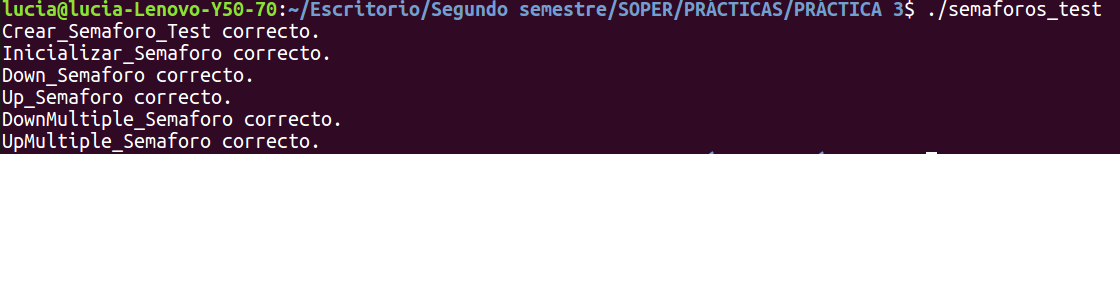 lucia@lucia-Lenovo-Y50-70:~/Escritorio/Segundo semestre/SOPER/PRÁCTICAS/PRÁCTICA 3$ ./semaforos_test
Crear_Semaforo_Test correcto.
Inicializar_Semaforo correcto.
Down_Semaforo correcto.
Up_Semaforo correcto.
DownMultiple_Semaforo correcto.
UpMultiple_Semaforo correcto.